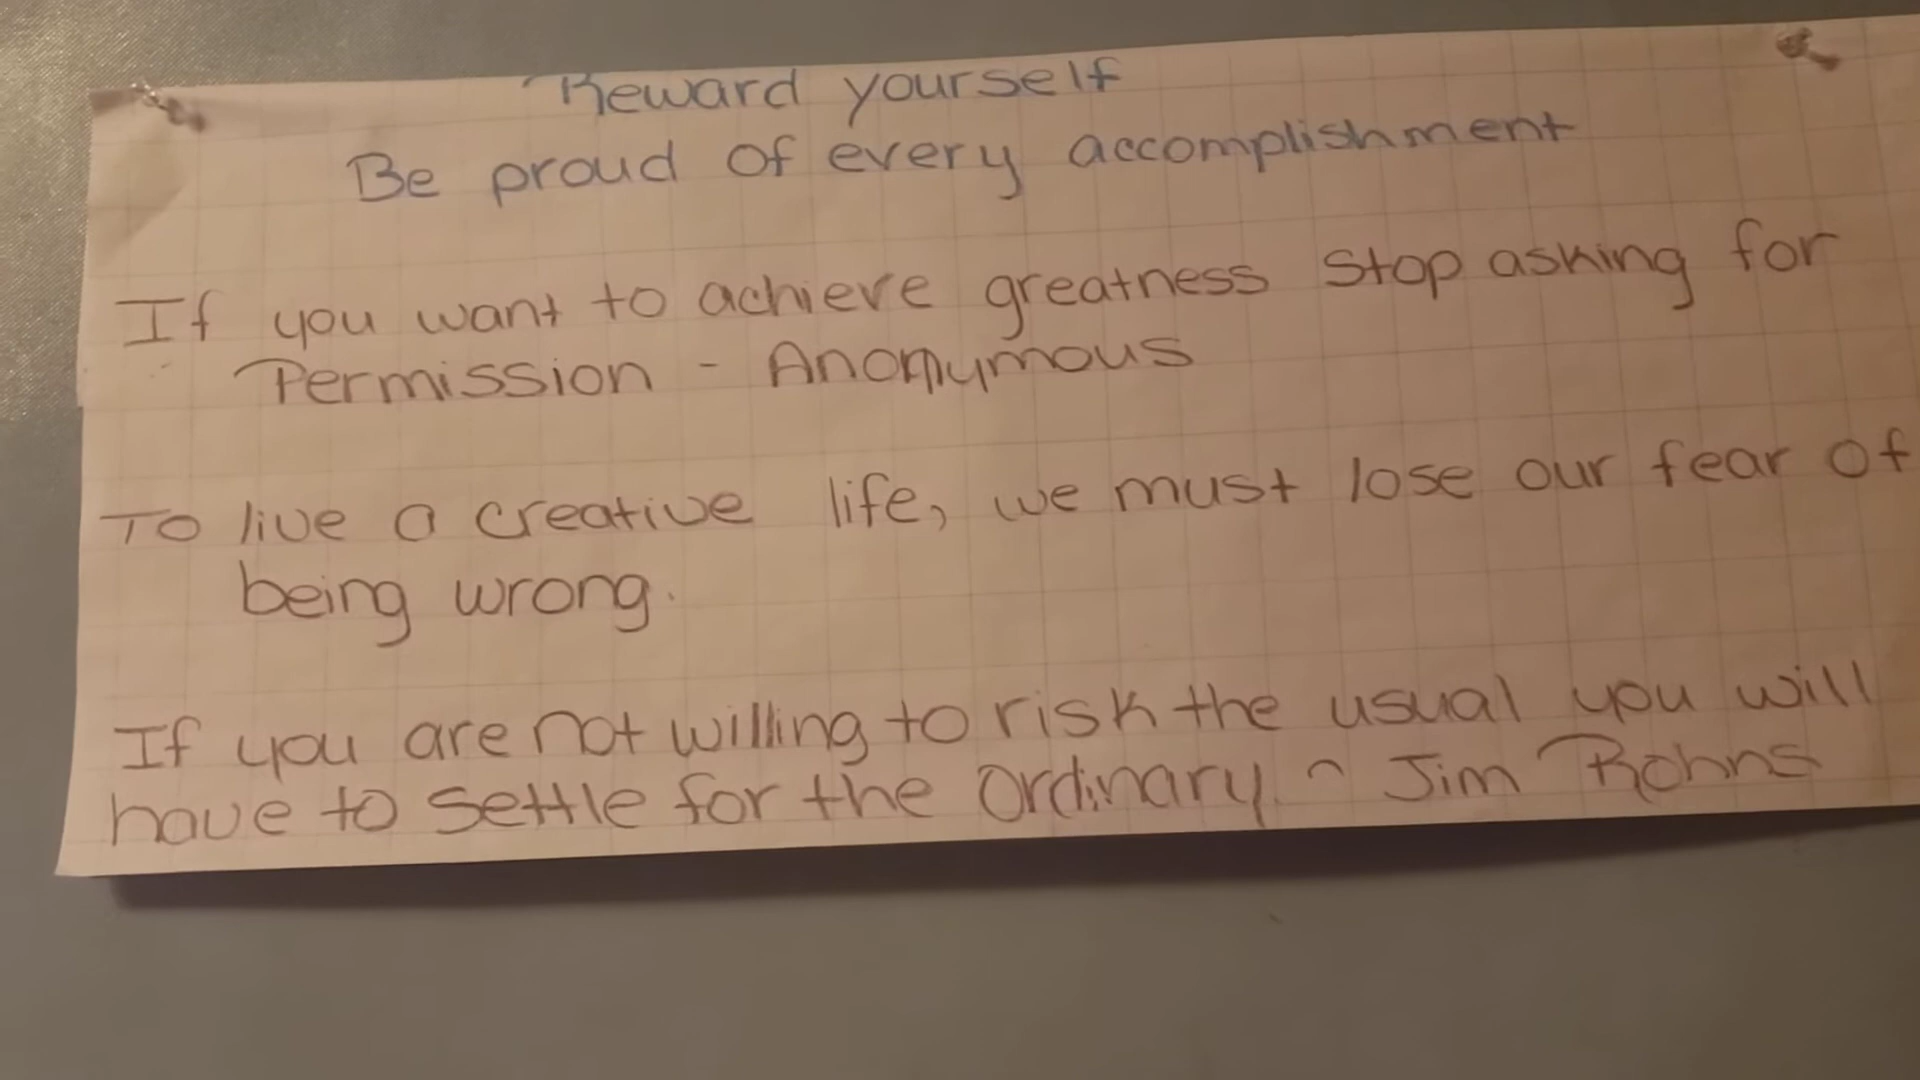 Reward yourself
Be proud of every accomplishment
If you want to achieve greatness stop asking for
Permission - Anonymous
To live a creative life, we must lose our fear of
being wrong.
If you are not willing to risk the usual you will
have to settle for the Ordinary ~ Jim Rohns